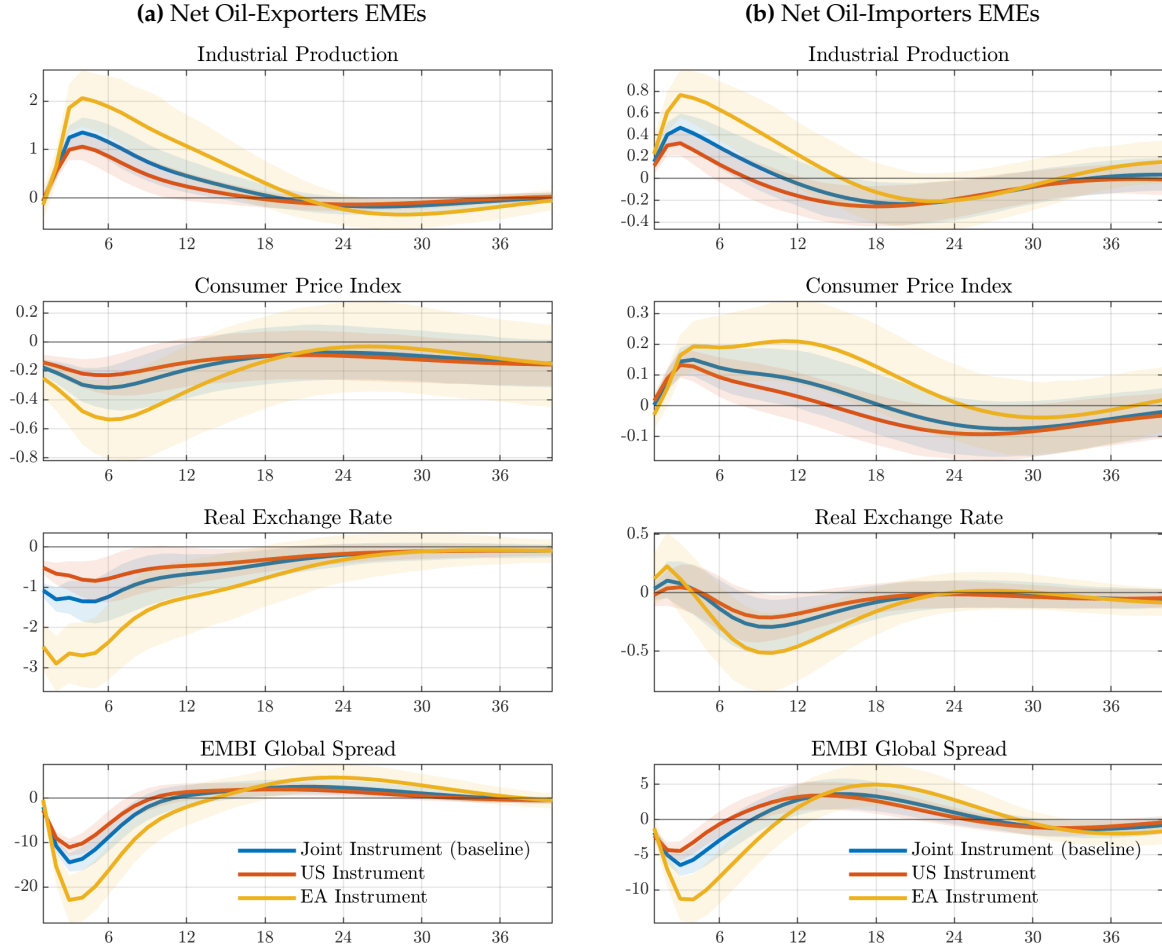 (a) Net Oil-Exporters EMEs
Industrial Production
2
1
0
6 12 18 24 30 36
Consumer Price Index
0.2
0
-0.2
-0.4
-0.6
-0.8
6 12 18 24 30 36
Real Exchange Rate
0
-1
-2
-3
6 12 18 24 30 36
EMBI Global Spread
0
-10
-20
Joint Instrument (baseline)
US Instrument
EA Instrument
6 12 18 24 30 36
(b) Net Oil-Importers EMEs
Industrial Production
0.8
0.6
0.4
0.2
0
-0.2
-0.4
6 12 18 24 30 36
Consumer Price Index
0.3
0.2
0.1
0
-0.1
6 12 18 24 30 36
Real Exchange Rate
0.5
0
-0.5
6 12 18 24 30 36
EMBI Global Spread
5
0
-5
-10
Joint Instrument (baseline)
US Instrument
EA Instrument
6 12 18 24 30 36